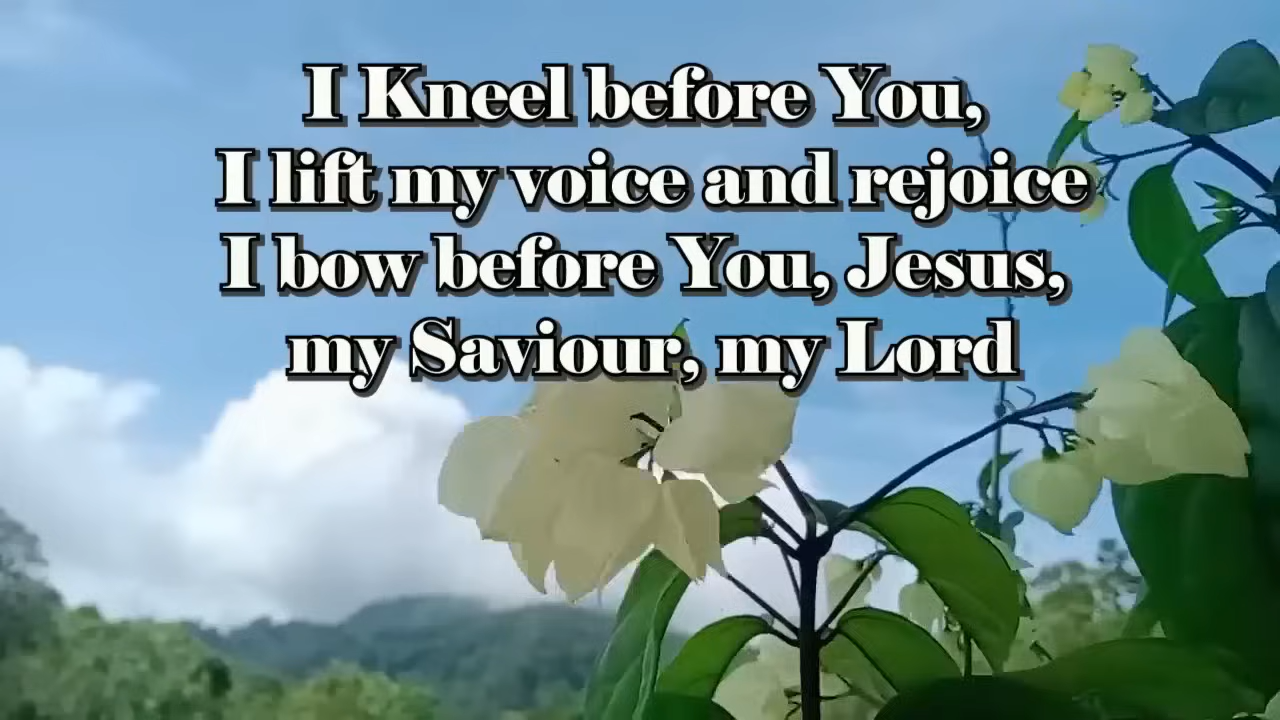 I Kneel before You,
I lift my voice and rejoice
I bow before You, Jesus,
my Saviour, my Lord